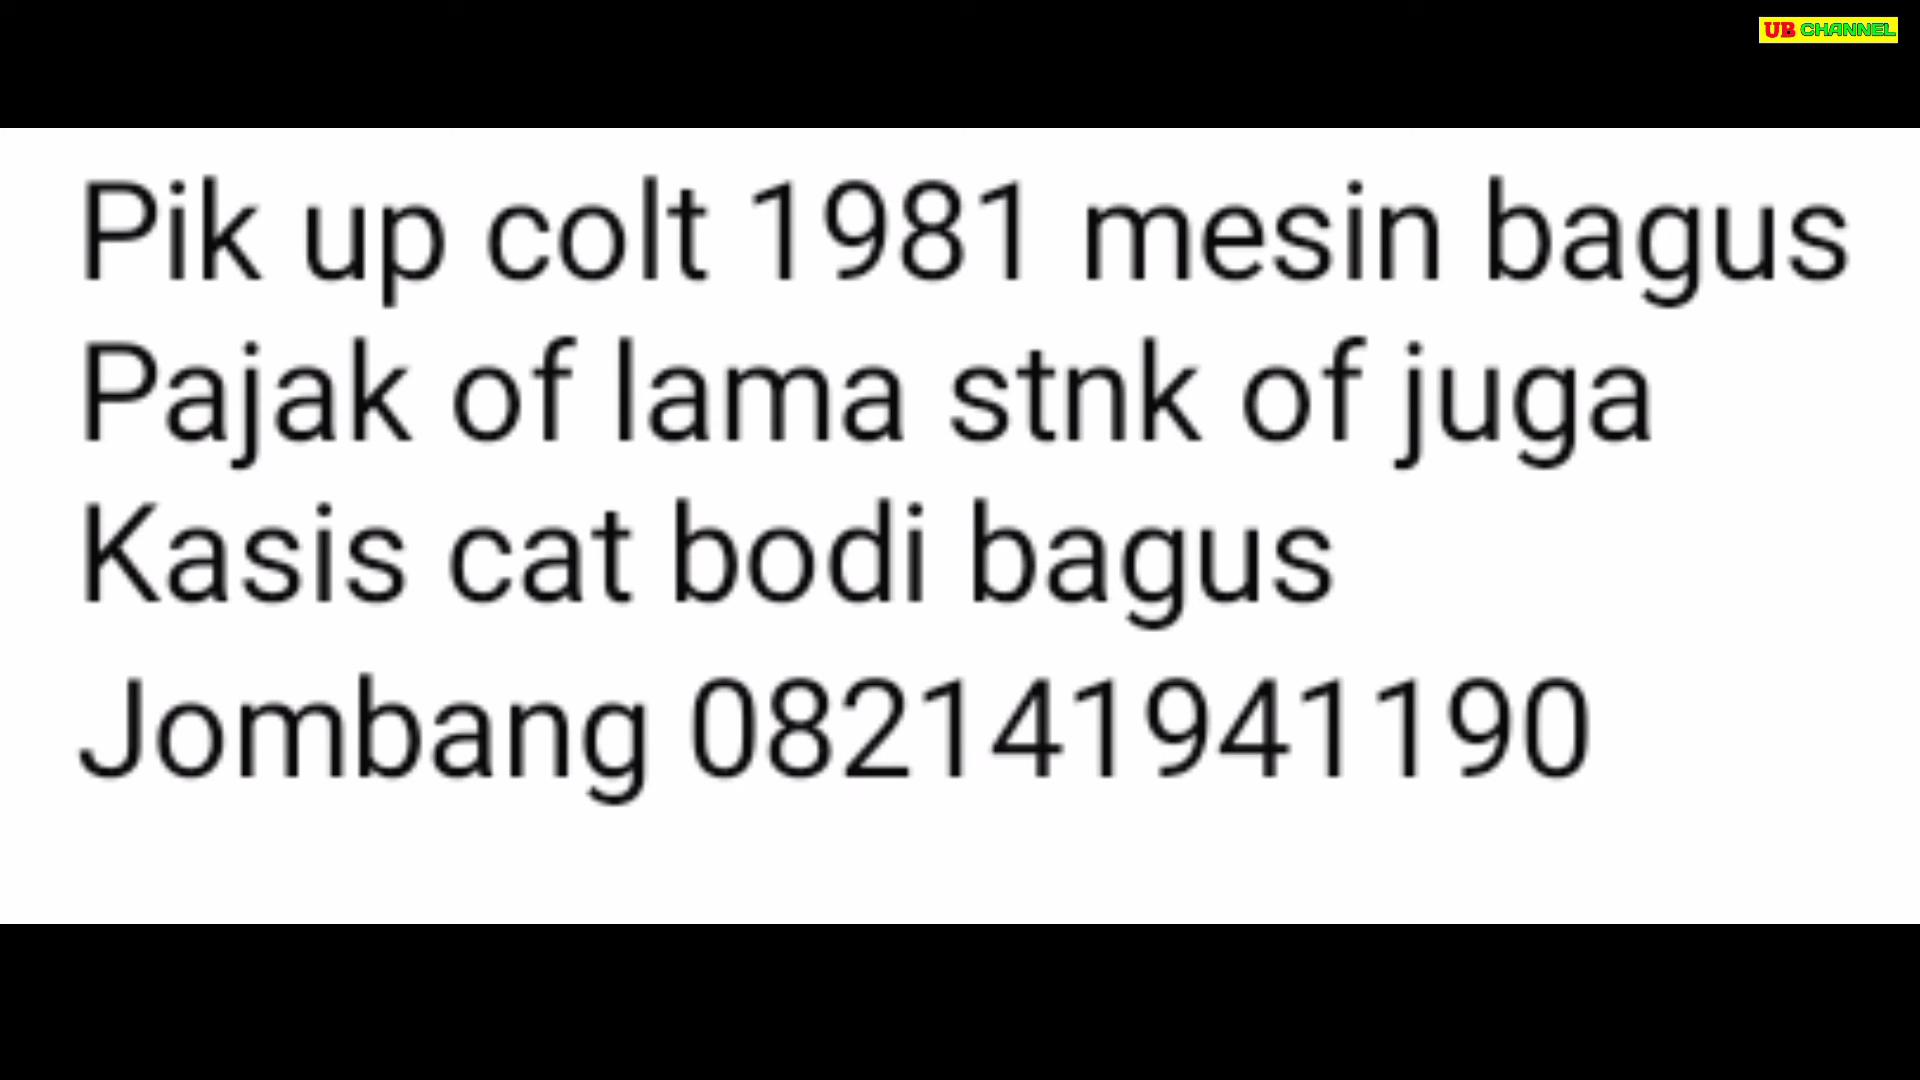 UB CHANNEL
Pik up colt 1981 mesin bagus
Pajak of lama stnk of juga
Kasis cat bodi bagus
Jombang 082141941190